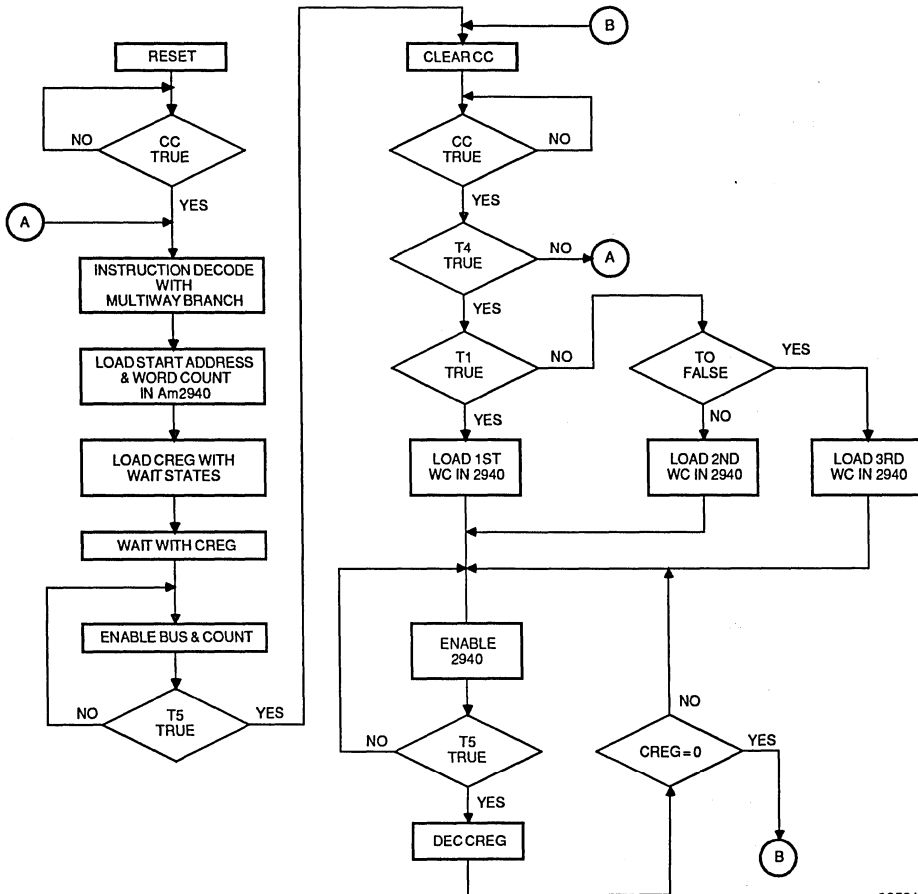 RESET
NO
CC
TRUE
YES
A
INSTRUCTION DECODE
WITH
MULTIWAY BRANCH
LOAD START ADDRESS
& WORD COUNT
IN Am2940
LOAD CREG WITH
WAIT STATES
WAIT WITH CREG
ENABLE BUS & COUNT
NO
T5
TRUE
YES
B
CLEAR CC
CC
TRUE
NO
YES
T4
TRUE
NO
A
YES
T1
TRUE
NO
YES
TO
FALSE
YES
NO
LOAD 1ST
WC IN 2940
LOAD 2ND
WC IN 2940
LOAD 3RD
WC IN 2940
ENABLE
2940
NO
T5
TRUE
YES
DEC CREG
NO
CREG = 0
YES
B